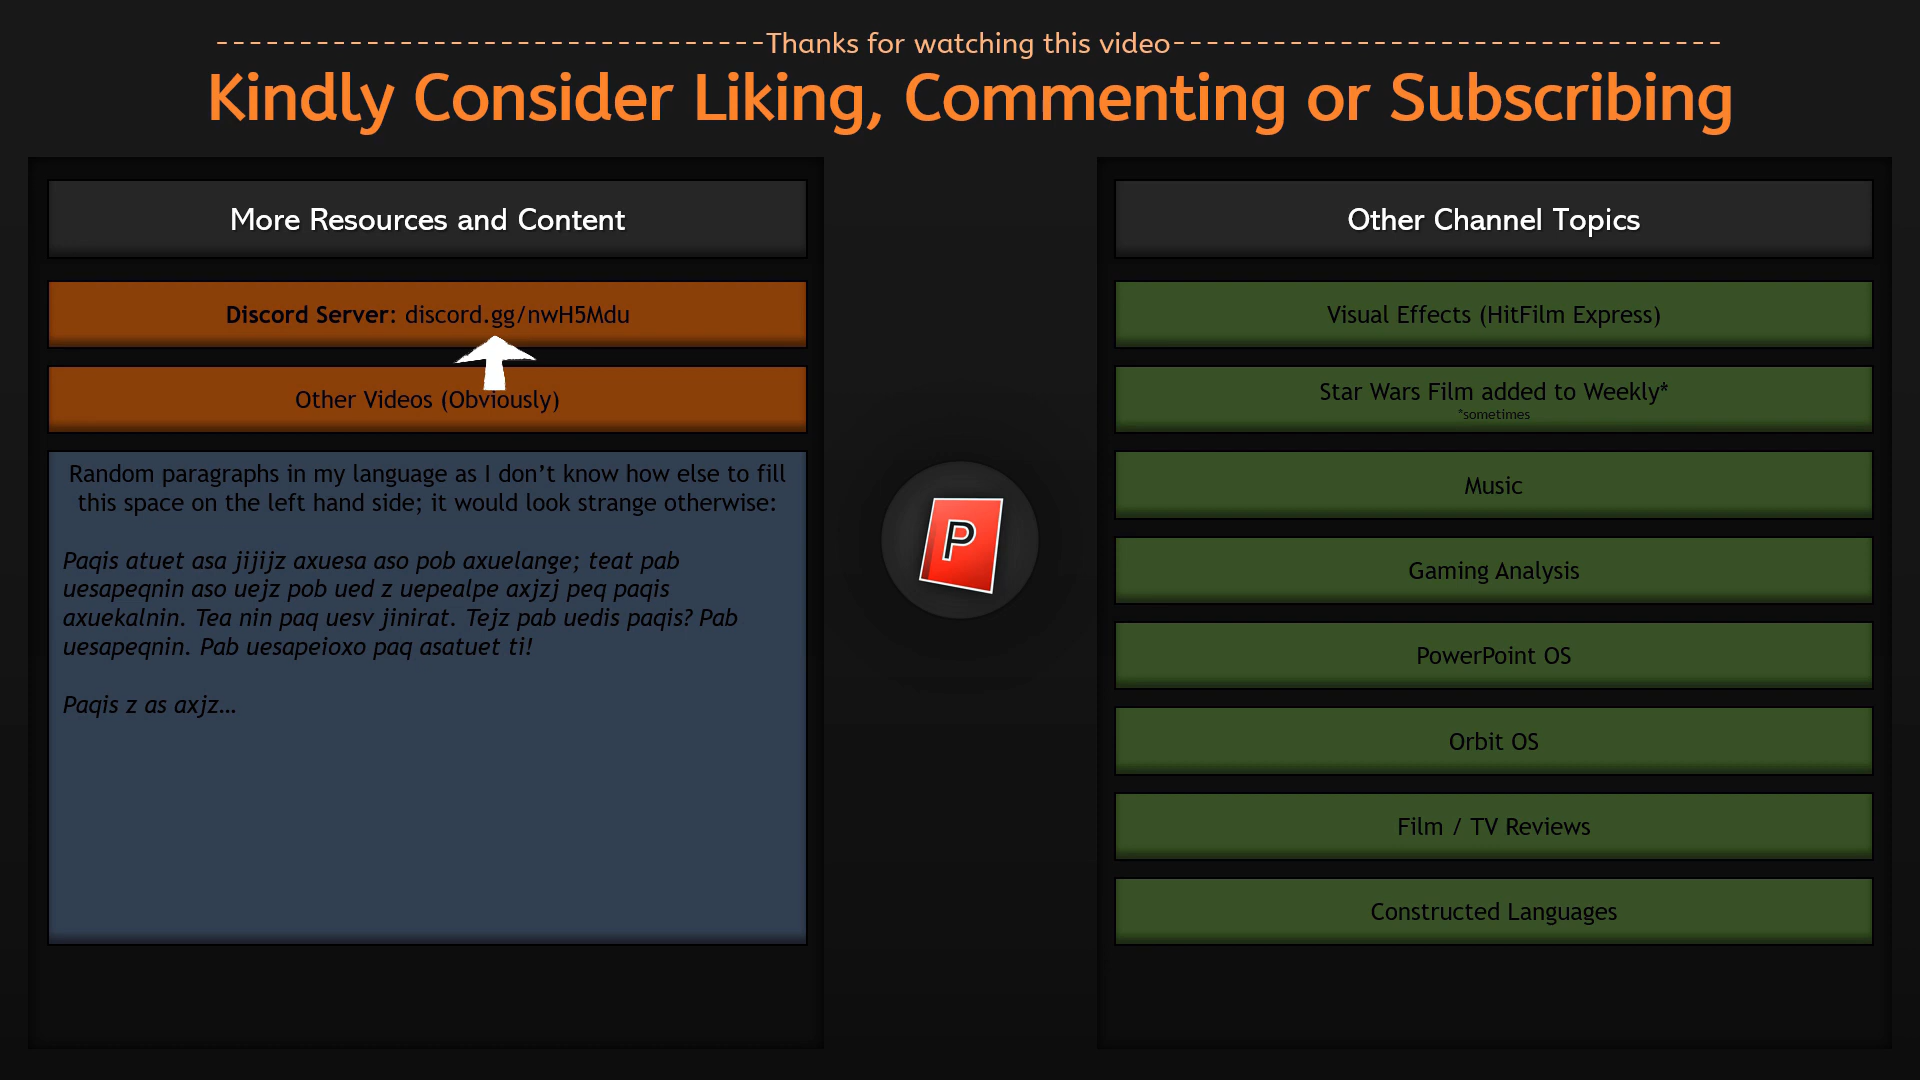 Thanks for watching this video
Kindly Consider Liking, Commenting or Subscribing
More Resources and Content
Discord Server: discord.gg/nwH5Mdu
Other Videos (Obviously)
Random paragraphs in my language as I don’t know how else to fill
this space on the left hand side; it would look strange otherwise:
Paqis atuet asa jijijz axuesa aso pob axuelange; teat pab
uesapeqnin aso uejz pob ued z uepealpe axjzj peq paqis
axuekalnin. Tea nin paq uesv jinirat. Tejz pab uedis paqis? Pab
uesapeqnin. Pab uesapeioxo paq asatuet ti!
Paqis z as axjz…
P
Other Channel Topics
Visual Effects (HitFilm Express)
Star Wars Film added to Weekly*
*sometimes
Music
Gaming Analysis
PowerPoint OS
Orbit OS
Film / TV Reviews
Constructed Languages